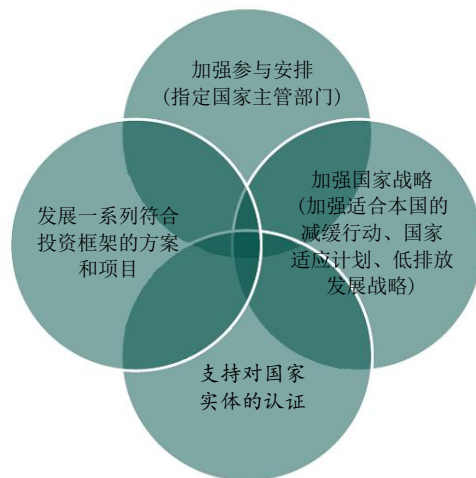 加强参与安排
(指定国家主管部门)
发展一系列符合
投资框架的方案
和项目
加强国家战略
(加强适合本国的
减缓行动、国家
适应计划、低排放
发展战略)
支持对国家
实体的认证